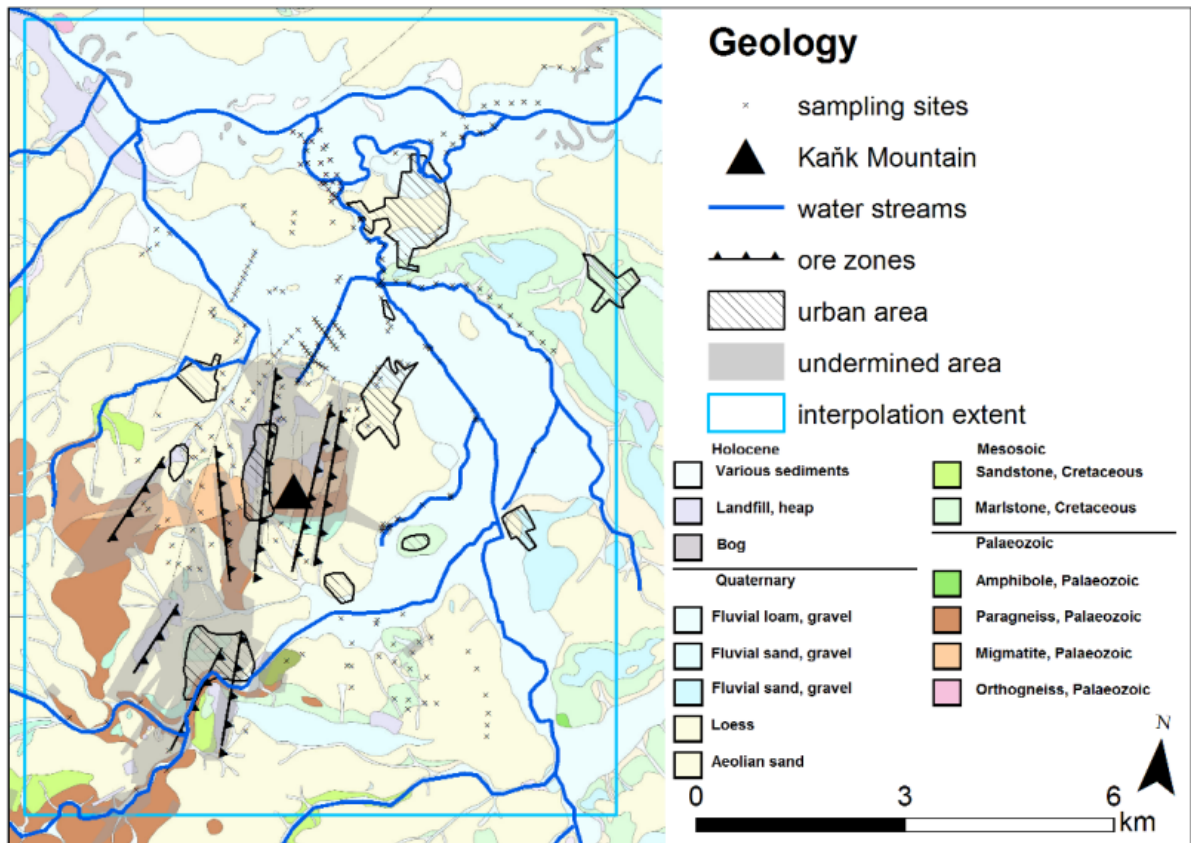 Geology
sampling sites
Kaňk Mountain
water streams
ore zones
urban area
undermined area
interpolation extent
Holocene
Various sediments
Landfill, heap
Bog
Quaternary
Fluvial loam, gravel
Fluvial sand, gravel
Fluvial sand, gravel
Loess
Aeolian sand
Mesosoic
Sandstone, Cretaceous
Marlstone, Cretaceous
Palaeozoic
Amphibole, Palaeozoic
Paragneiss, Palaeozoic
Migmatite, Palaeozoic
Orthogneiss, Palaeozoic
N
0 3 6
km